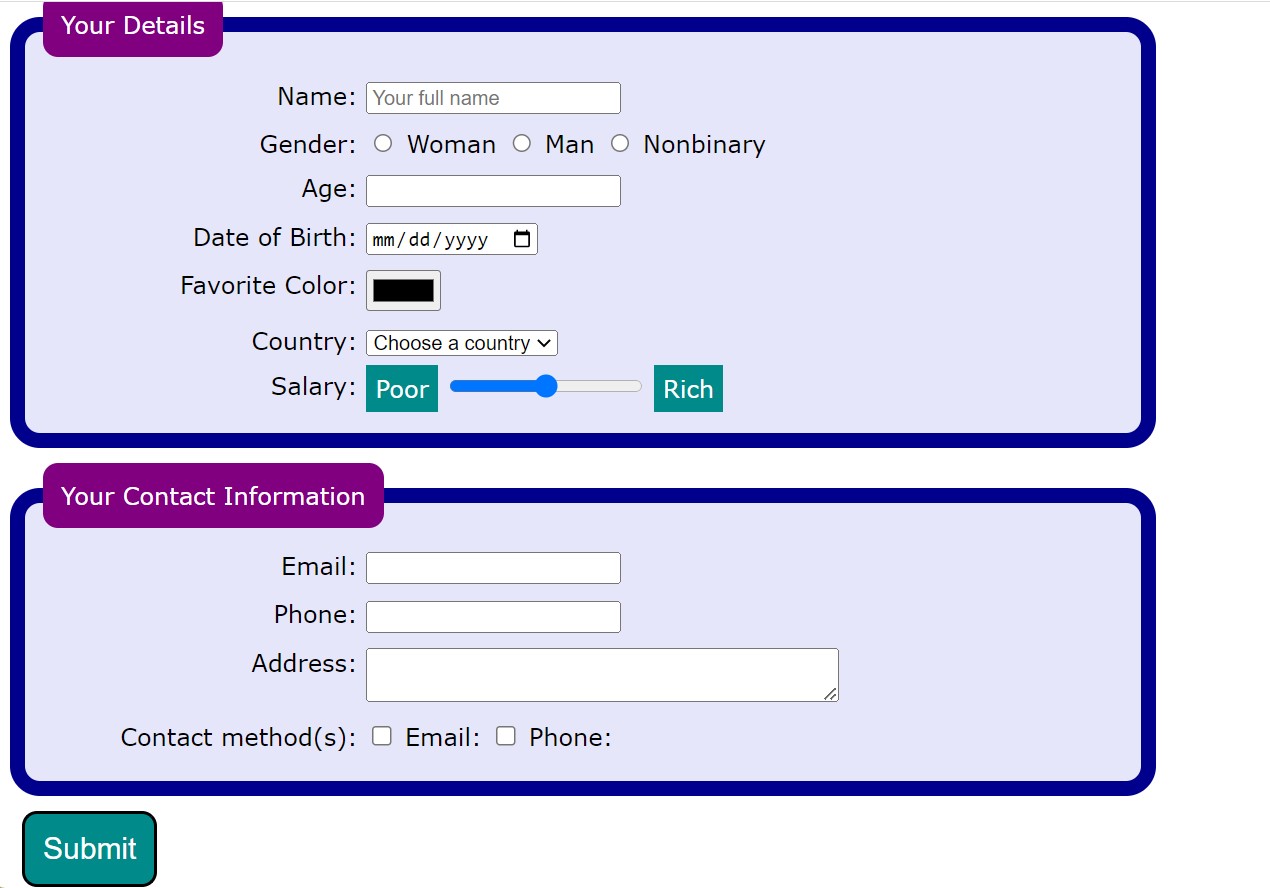 Your Details
Name: Your full name
Gender: Woman Man Nonbinary
Age:
Date of Birth: mm/dd/yyyy
Favorite Color:
Country: Choose a country
Salary: Poor Rich
Your Contact Information
Email:
Phone:
Address:
Contact method(s): Email: Phone:
Submit